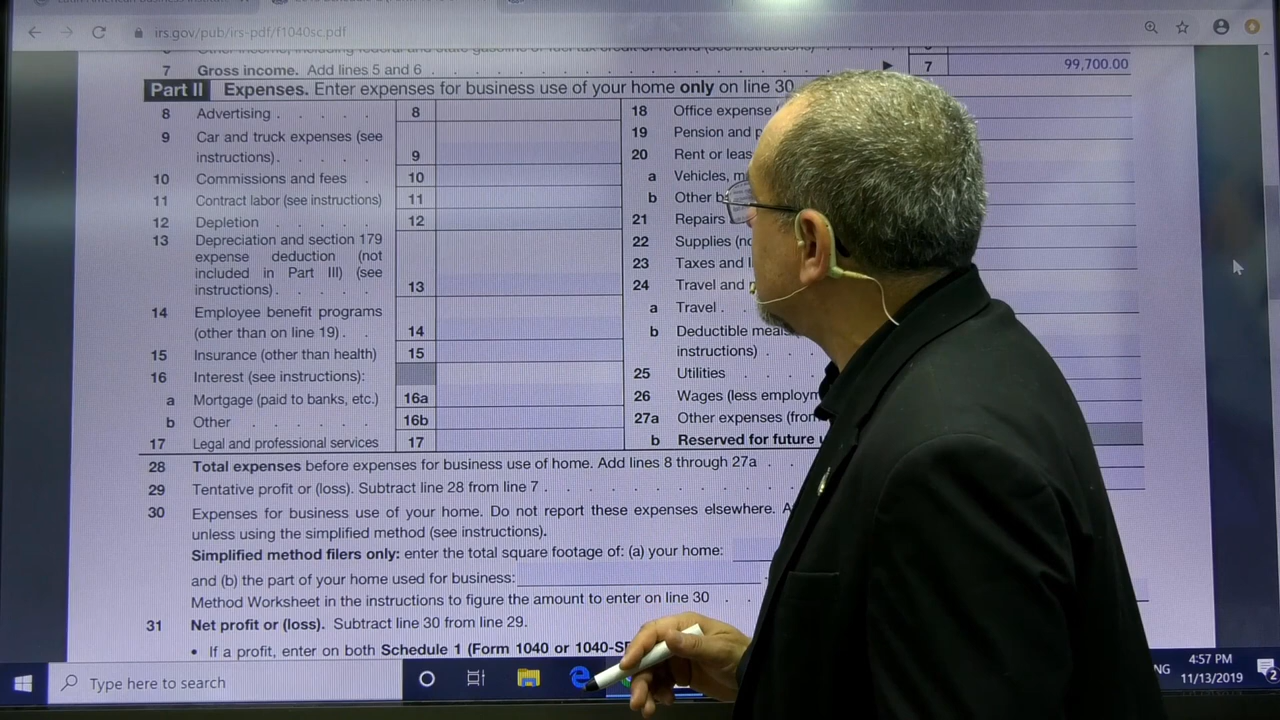 irs.gov/pub/irs-pdf/f1040sc.pdf
7 Gross income. Add lines 5 and 6 7 99,700.00
Part II Expenses. Enter expenses for business use of your home only on line 30
8 Advertising 8
9 Car and truck expenses (see
instructions). 9
10 Commissions and fees 10
11 Contract labor (see instructions) 11
12 Depletion 12
13 Depreciation and section 179
expense deduction (not
included in Part III) (see
instructions). 13
14 Employee benefit programs
(other than on line 19) 14
15 Insurance (other than health) 15
16 Interest (see instructions):
a Mortgage (paid to banks, etc.) 16a
b Other 16b
17 Legal and professional services 17
18 Office expense
19 Pension and
20 Rent or
a Vehicles,
b Other
21 Repairs
22 Supplies
23 Taxes and
24 Travel and
a Travel
b Deductible
instructions)
25 Utilities
26 Wages (less
27a Other expenses
b Reserved for future
28 Total expenses before expenses for business use of home. Add lines 8 through 27a
29 Tentative profit or (loss). Subtract line 28 from line 7
30 Expenses for business use of your home. Do not report these expenses elsewhere.
unless using the simplified method (see instructions).
Simplified method filers only: enter the total square footage of: (a) your home:
and (b) the part of your home used for business:
Method Worksheet in the instructions to figure the amount to enter on line 30
31 Net profit or (loss). Subtract line 30 from line 29.
• If a profit, enter on both Schedule 1 (Form 1040 or
Type here to search
4:57 PM
11/13/2019
2